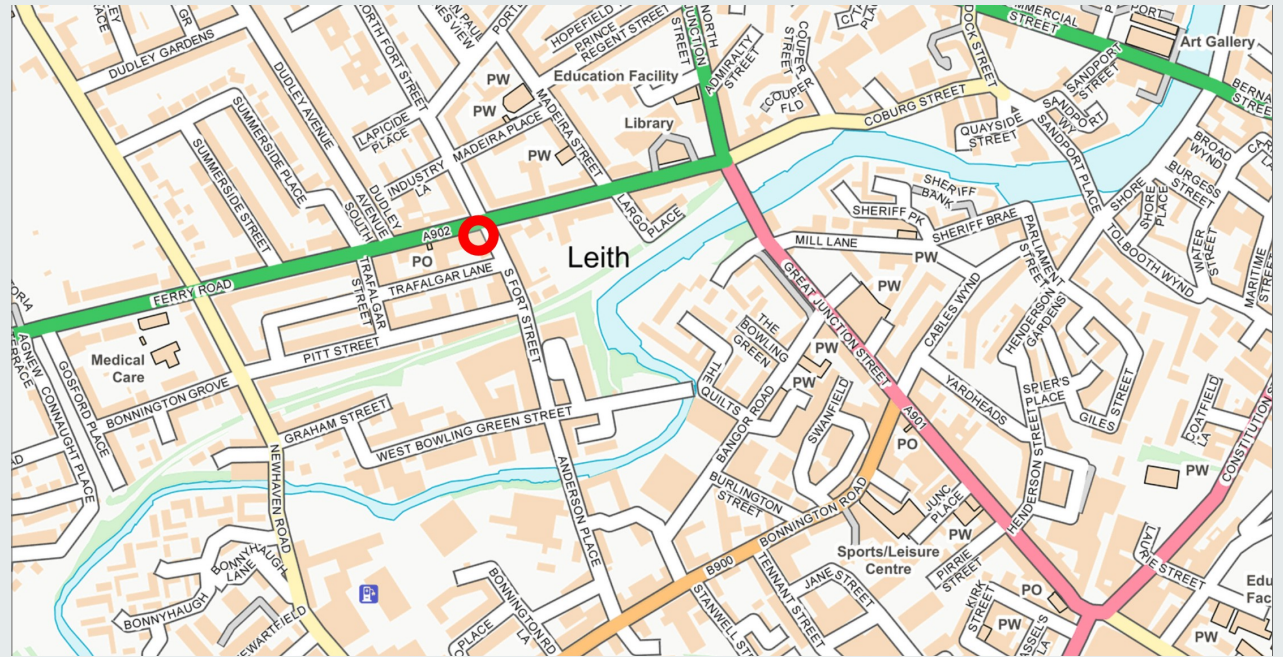 DUDLEY GARDENS
DUDLEY AVENUE
NORTH FORT STREET
HOPEFIELD
PRINCE
REGENT STREET
NORTH
JUNCTION
STREET
ADMIRALTY
STREET
COUPER
STREET
COUPER
FLD
DOCK STREET
COMMERCIAL
STREET
SANDPORT
STREET
Art Gallery
PW
Education Facility
PW
LAPICIDE
PLACE
MADEIRA PLACE
MADEIRA STREET
Library
COBURG STREET
QUAYSIDE
STREET
SANDPORT
WY
SANDPORT PLACE
BROAD
WYND
BURGESS
STREET
SUMMERSIDE PLACE
SUMMERSIDE STREET
INDUSTRY
LA
PW
DUDLEY
AVENUE
SOUTH
LARGO
PLACE
SHERIFF
BANK
SHERIFF PK
SHERIFF BRAE
SHORE
SHORE
PLACE
WATER
STREET
TOLBOOTH WYND
MARITIME
STREET
A902
PO
Leith
MILL LANE
PW
PARLIAMENT
STREET
FERRY ROAD
TRAFALGAR LANE
TRAFALGAR
STREET
S FORT STREET
GREAT JUNCTION STREET
PW
CABLES WYND
HENDERSON
GARDENS
AGNEW
TERRACE
GOSFORD PLACE
CONNAUGHT PLACE
Medical
Care
PITT STREET
BONNINGTON GROVE
THE
BOWLING
GREEN
PW
THE
QUILTS
PW
BANGOR ROAD
SWANFIELD
YARDHEADS
SPIER'S
PLACE
GILES
STREET
COATFIELD
LA
CONSTITUTION
GRAHAM STREET
WEST BOWLING GREEN STREET
A901
PO
HENDERSON STREET
PW
NEWHAVEN ROAD
ANDERSON PLACE
BURLINGTON
STREET
BONNINGTON ROAD
JUNC
PLACE
PW
LAURIE STREET
BONNYHAUGH
LANE
BONNYHAUGH
B900
TENNANT STREET
JANE STREET
Sports/Leisure
Centre
PIRRIE
STREET
KIRK
STREET
PO
PW
PW
BONNINGTON RD
LA
PLACE
STANWELL ST